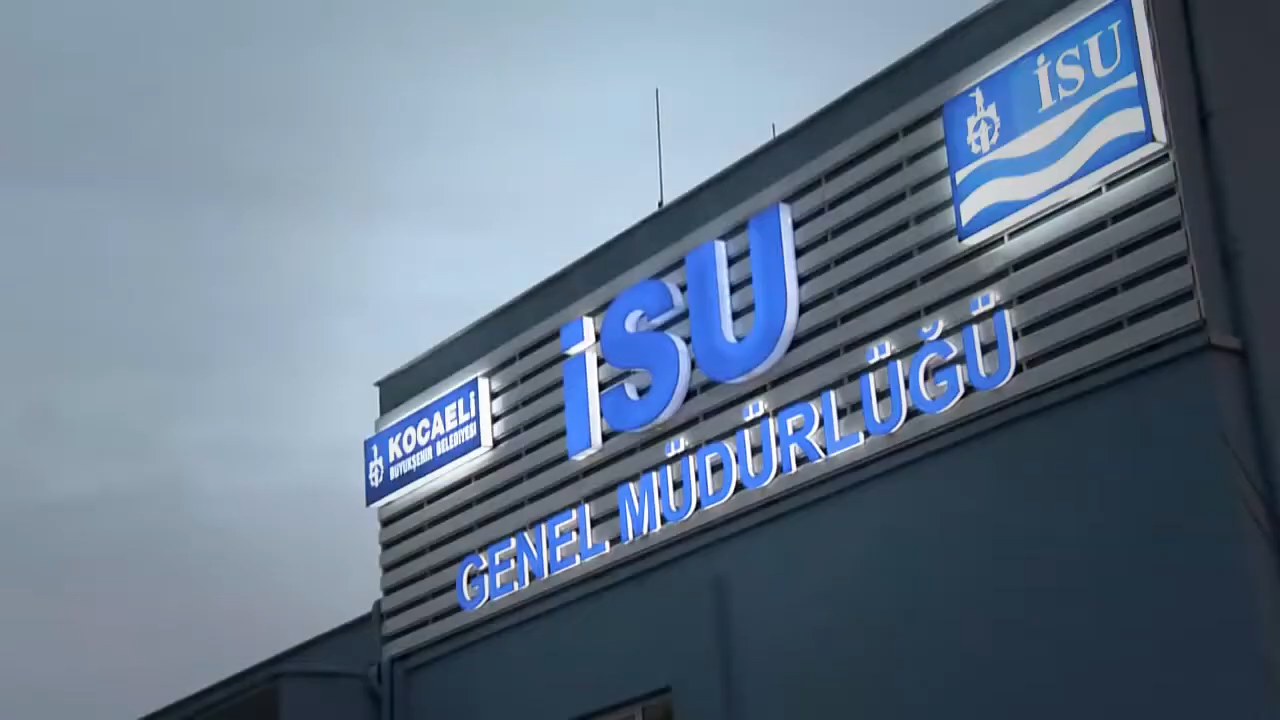 KOCAELİ
BÜYÜKŞEHİR BELEDİYESİ
İSU
GENEL MÜDÜRLÜĞÜ
İSU